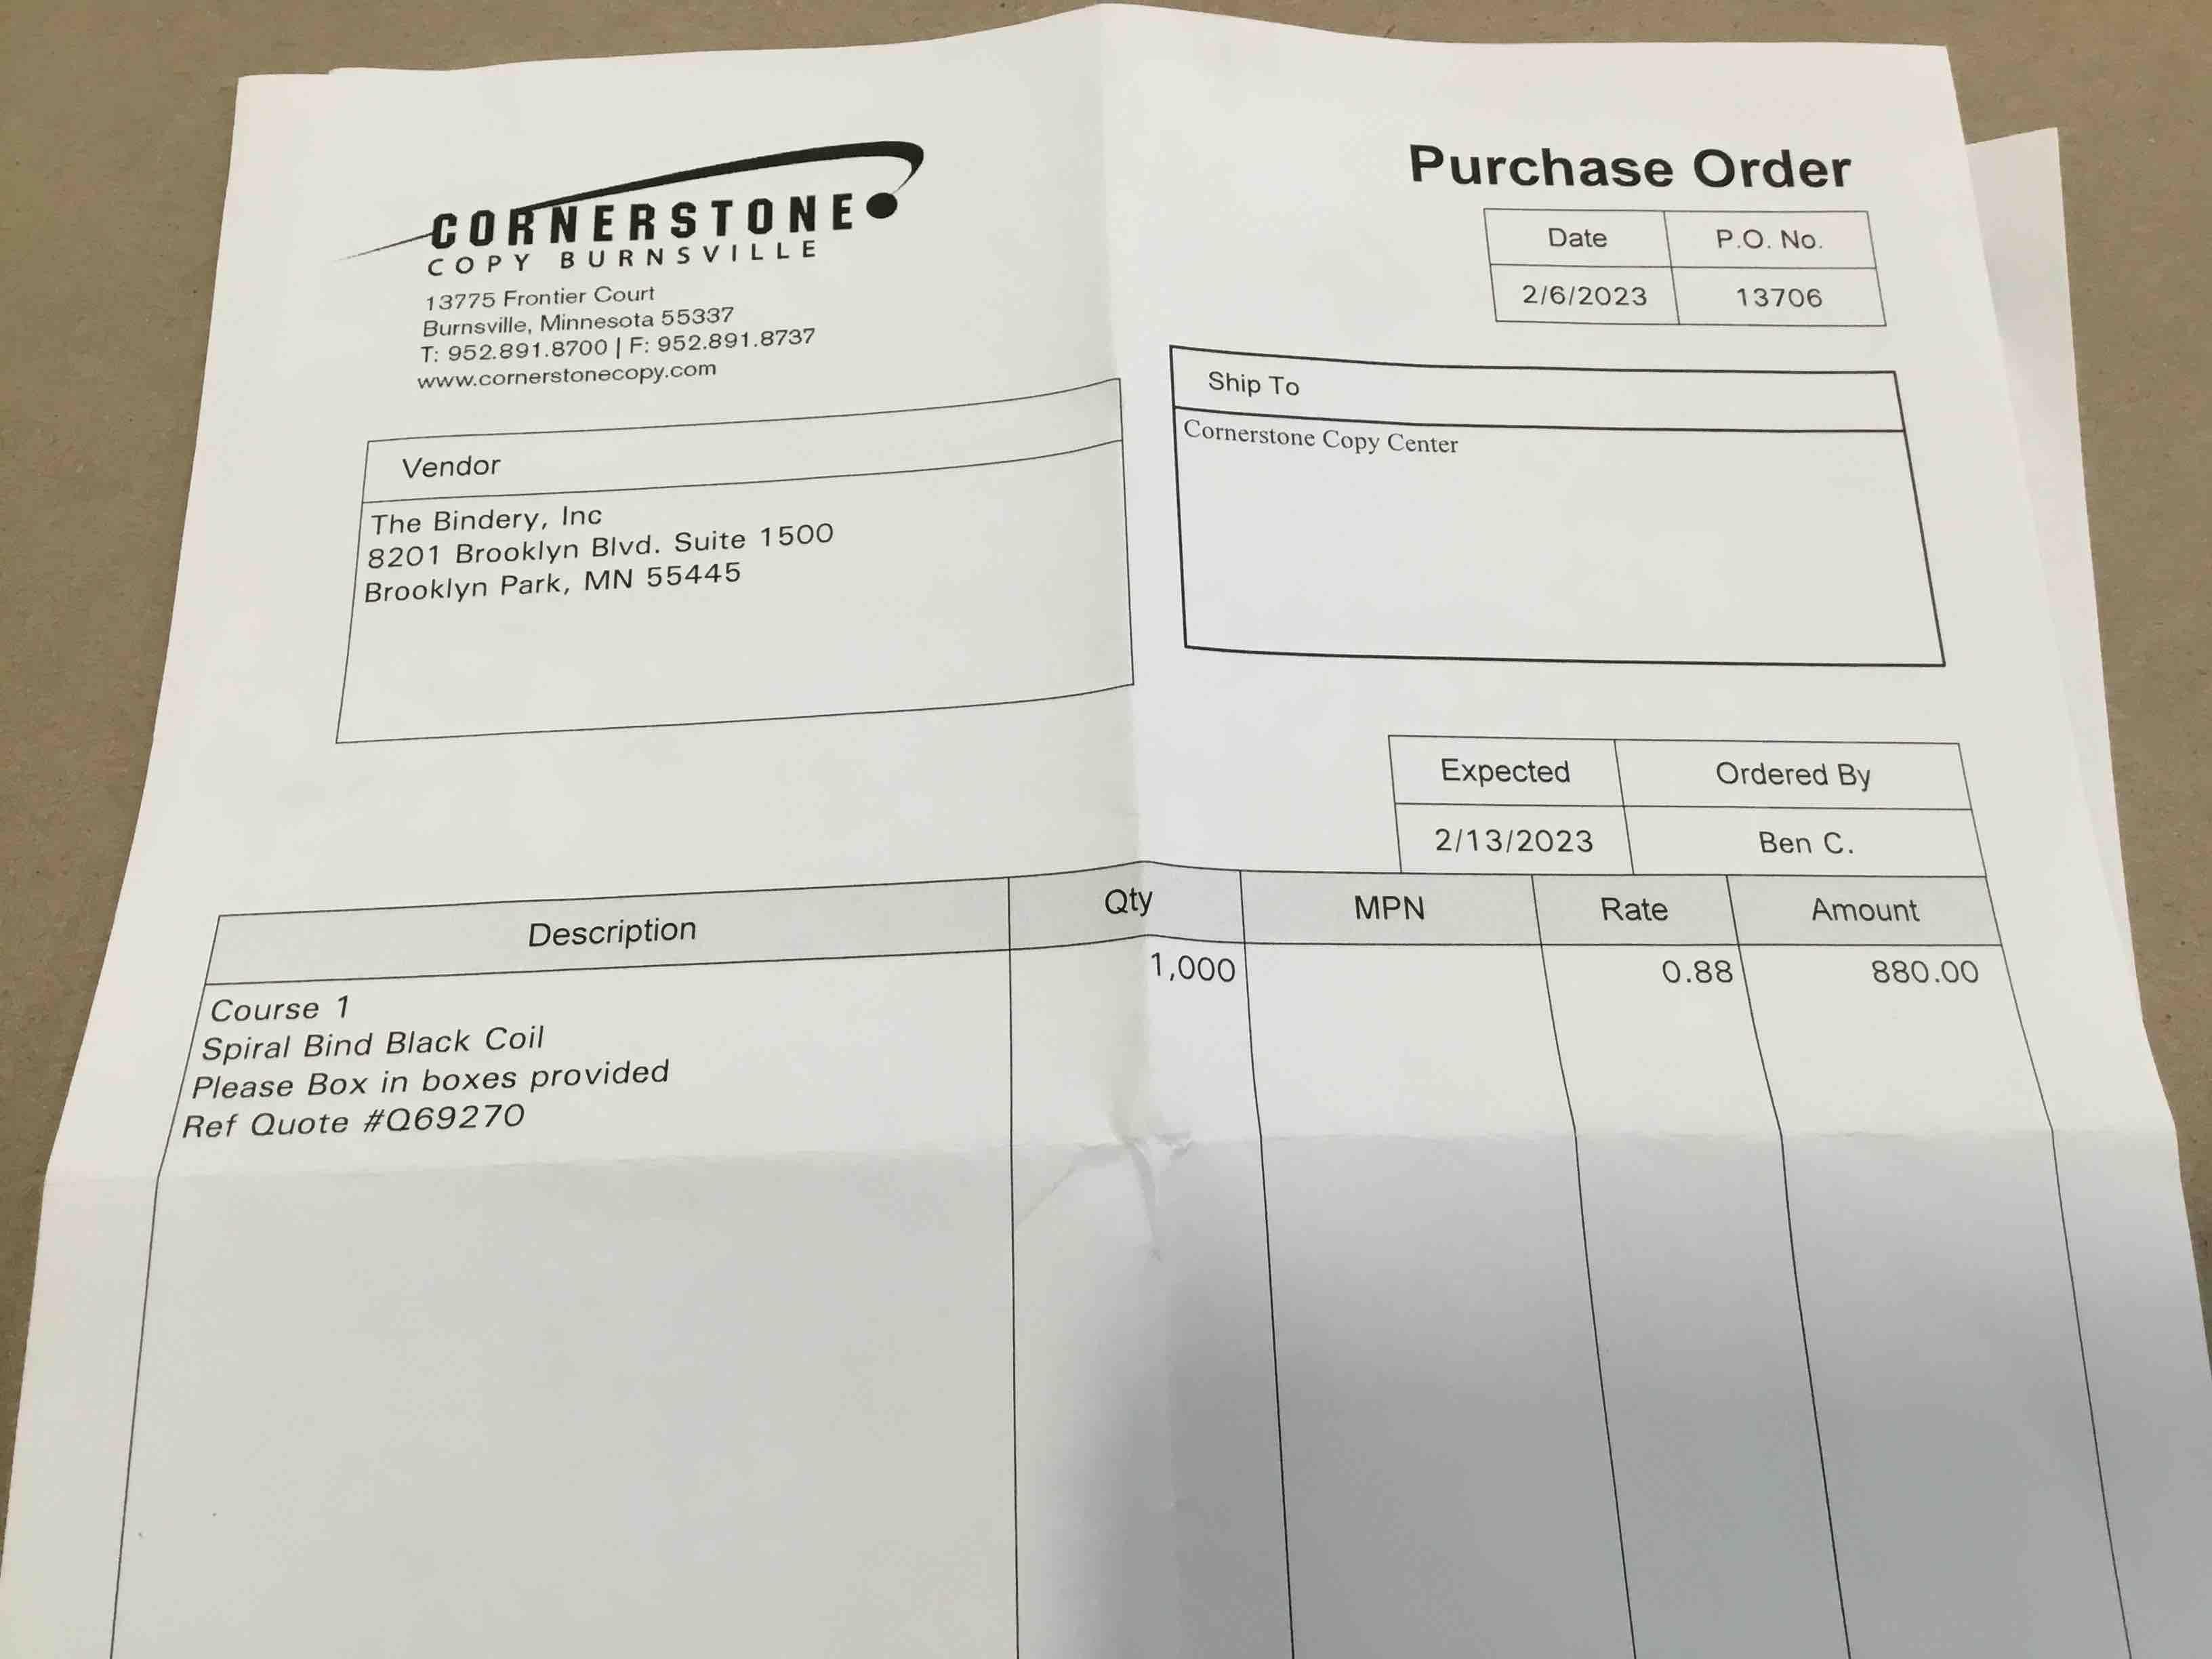 CORNERSTONE
COPY BURNSVILLE
13775 Frontier Court
Burnsville, Minnesota 55337
T: 952.891.8700 | F: 952.891.8737
www.cornerstonecopy.com
Purchase Order
Date P.O. No.
2/6/2023 13706
Vendor
The Bindery, Inc
8201 Brooklyn Blvd. Suite 1500
Brooklyn Park, MN 55445
Ship To
Cornerstone Copy Center
Expected Ordered By
2/13/2023 Ben C.
Description Qty MPN Rate Amount
Course 1 1,000 0.88 880.00
Spiral Bind Black Coil
Please Box in boxes provided
Ref Quote #Q69270